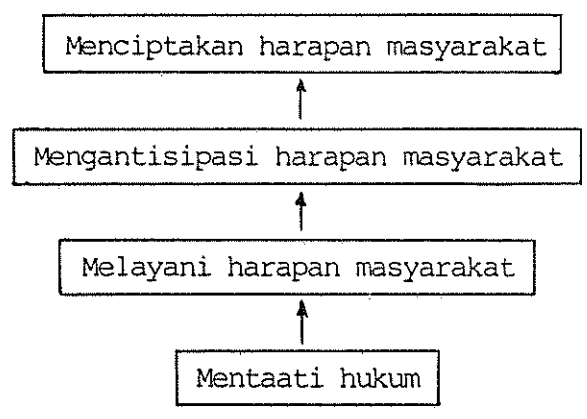 Menciptakan harapan masyarakat
Mengantisipasi harapan masyarakat
Melayani harapan masyarakat
Mentaati hukum